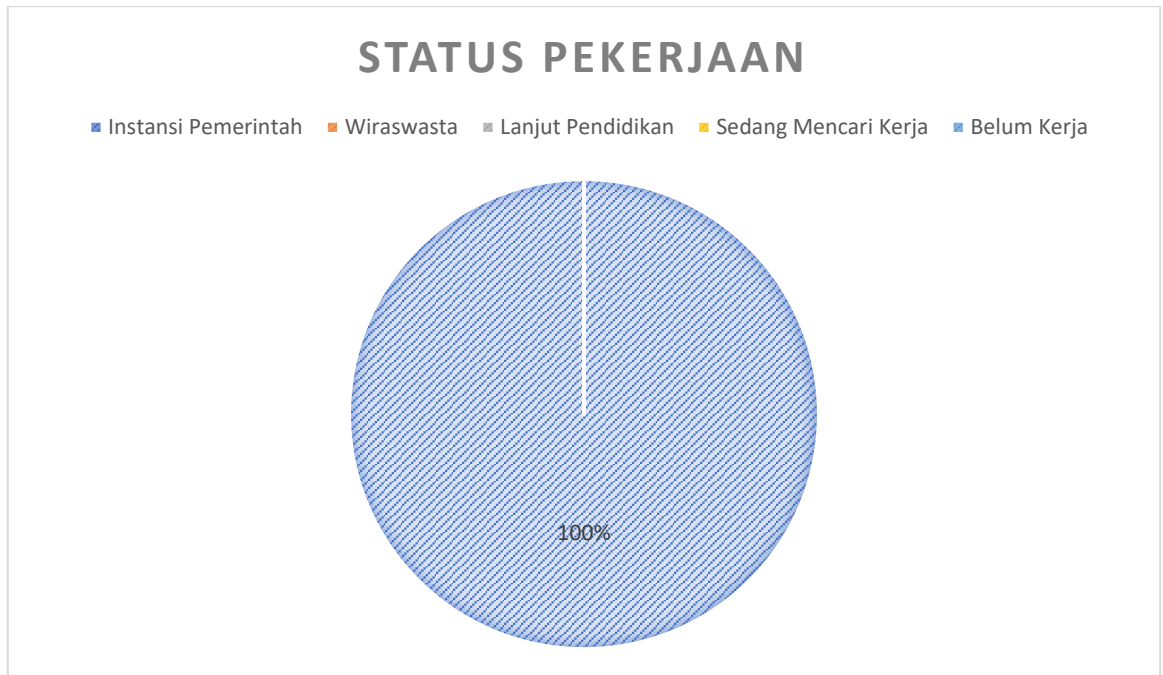 STATUS PEKERJAAN
Instansi Pemerintah Wiraswasta Lanjut Pendidikan Sedang Mencari Kerja Belum Kerja
100%